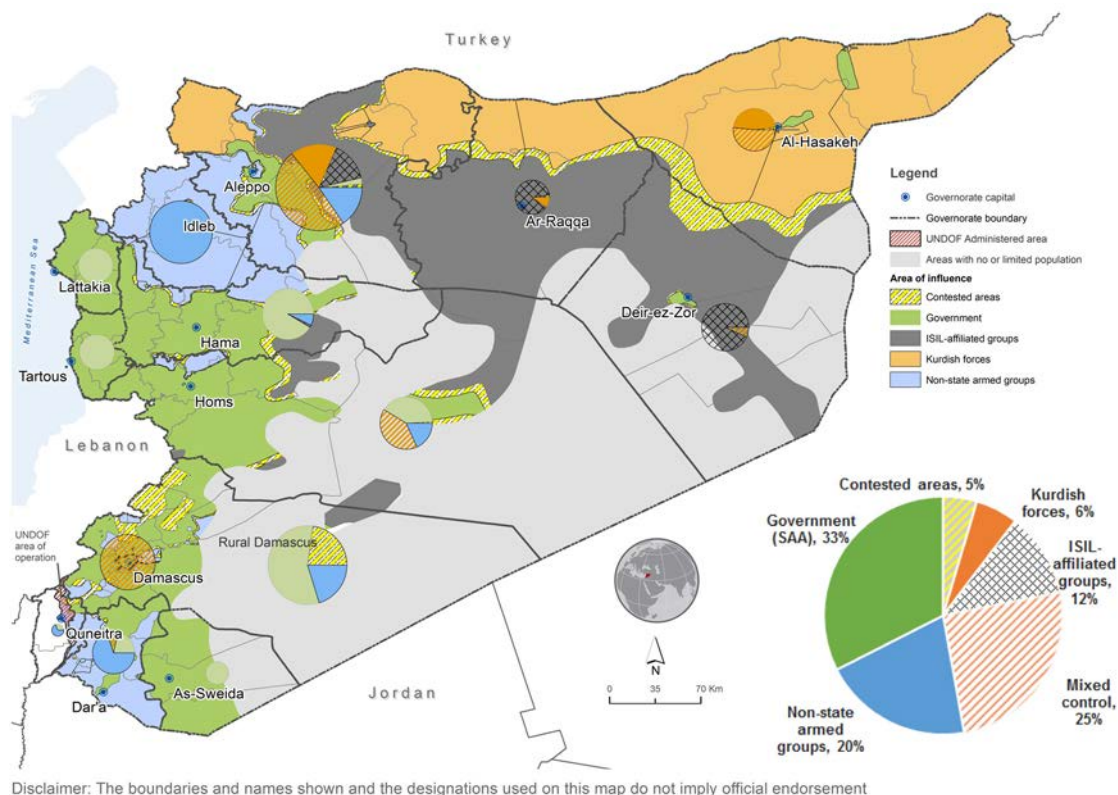 Turkey
Al-Hasakeh
Aleppo
Ar-Raqqa
Idleb
Mediterranean Sea
Lattakia
Deir-ez-Zor
Hama
Tartous
Homs
Lebanon
Rural Damascus
UNDOF
area of
operation
Damascus
Quneitra
As-Sweida
Dar'a
Jordan
N
0 35 70 Km
Legend
Governorate capital
Governorate boundary
UNDOF Administered area
Areas with no or limited population
Area of influence
Contested areas
Government
ISIL-affiliated groups
Kurdish forces
Non-state armed groups
Contested areas, 5%
Kurdish
forces, 6%
Government
(SAA), 33%
ISIL-
affiliated
groups,
12%
Mixed
control,
25%
Non-state
armed
groups, 20%
Disclaimer: The boundaries and names shown and the designations used on this map do not imply official endorsement